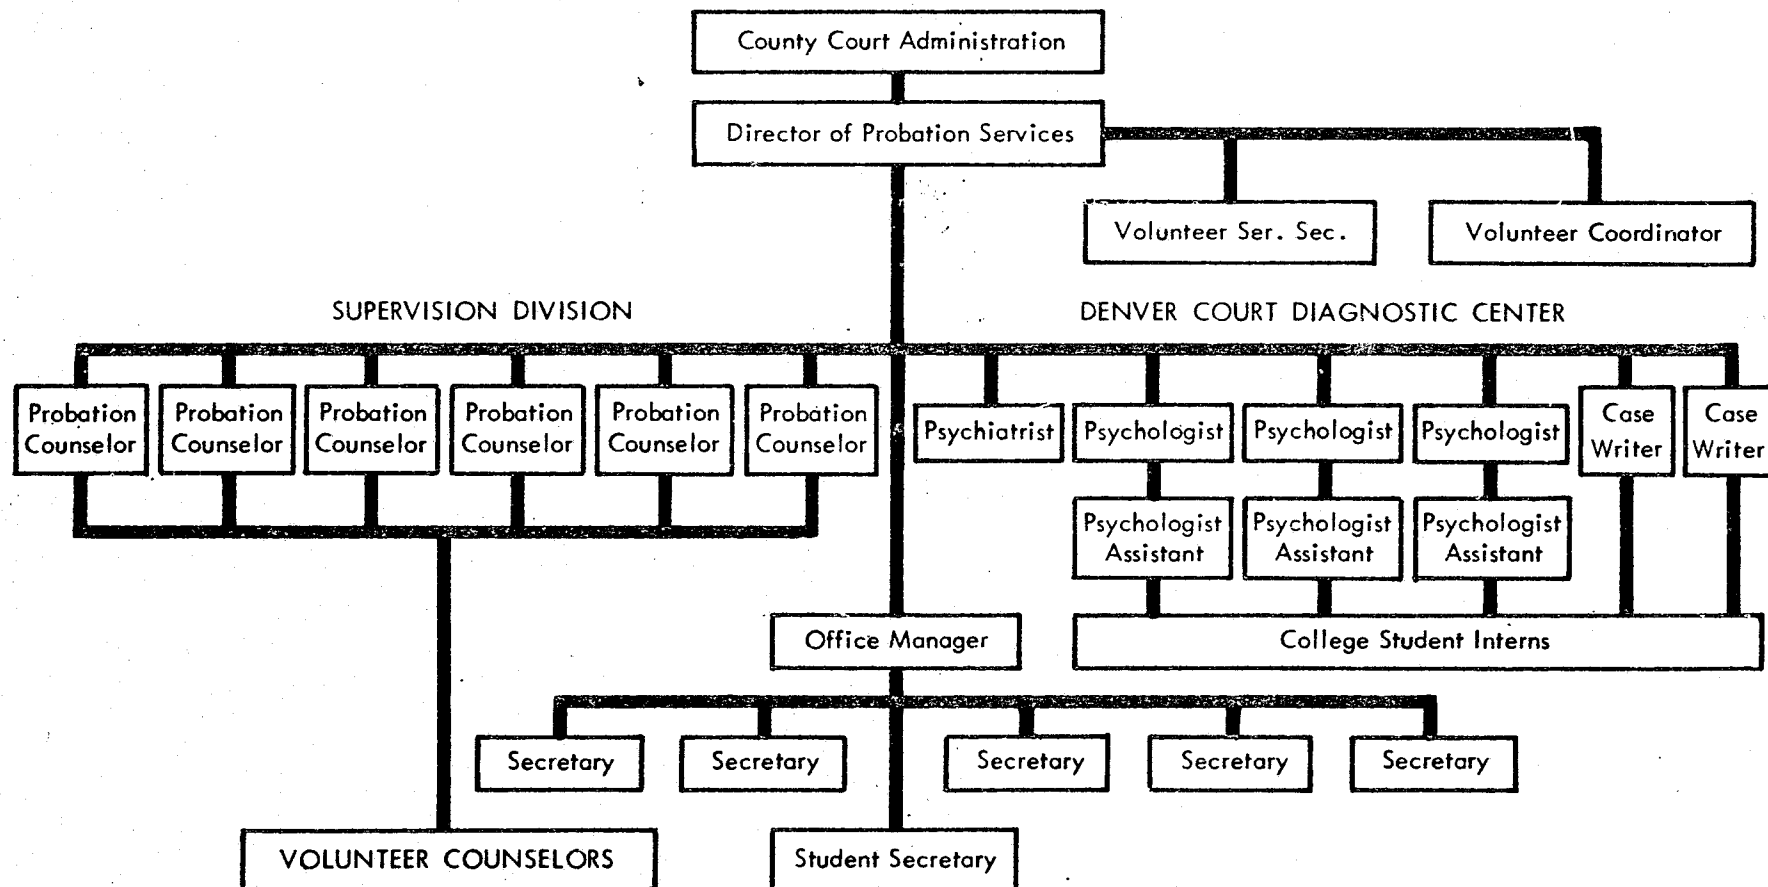 County Court Administration
Director of Probation Services
Volunteer Ser. Sec.
Volunteer Coordinator
SUPERVISION DIVISION
DENVER COURT DIAGNOSTIC CENTER
Probation
Counselor
Probation
Counselor
Probation
Counselor
Probation
Counselor
Probation
Counselor
Probation
Counselor
Psychiatrist
Psychologist
Psychologist
Psychologist
Case
Writer
Case
Writer
Psychologist
Assistant
Psychologist
Assistant
Psychologist
Assistant
Office Manager
College Student Interns
Secretary
Secretary
Secretary
Secretary
Secretary
VOLUNTEER COUNSELORS
Student Secretary